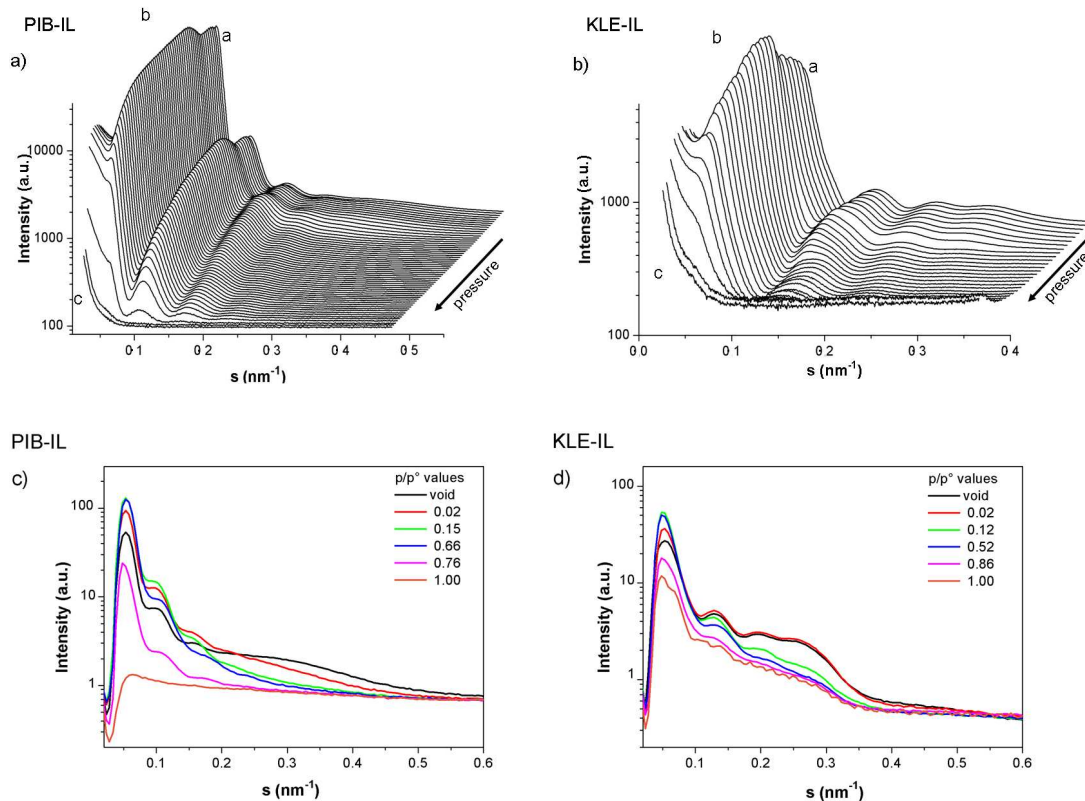 PIB-IL
a)
b
a
c
10000
1000
100
Intensity (a.u.)
0 1 0 2 0 3 0 4 0 5
s (nm⁻¹)
pressure
KLE-IL
b)
b
a
c
1000
100
Intensity (a.u.)
0 0 0 1 0 2 0 3 0 4
s (nm⁻¹)
pressure
PIB-IL
c)
p/p° values
void
0.02
0.15
0.66
0.76
1.00
100
10
1
Intensity (a.u.)
0.1 0.2 0.3 0.4 0.5 0.6
s (nm⁻¹)
KLE-IL
d)
p/p° values
void
0.02
0.12
0.52
0.86
1.00
100
10
1
Intensity (a.u.)
0.1 0.2 0.3 0.4 0.5 0.6
s (nm⁻¹)